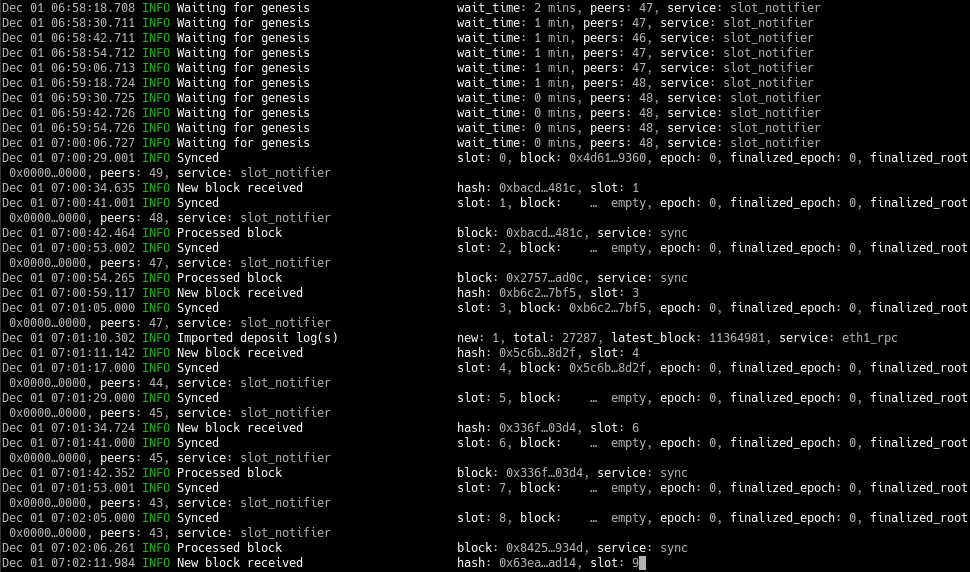 Dec 01 06:58:18.708 INFO Waiting for genesis wait_time: 2 mins, peers: 47, service: slot_notifier
Dec 01 06:58:30.711 INFO Waiting for genesis wait_time: 1 min, peers: 47, service: slot_notifier
Dec 01 06:58:42.711 INFO Waiting for genesis wait_time: 1 min, peers: 46, service: slot_notifier
Dec 01 06:58:54.712 INFO Waiting for genesis wait_time: 1 min, peers: 47, service: slot_notifier
Dec 01 06:59:06.713 INFO Waiting for genesis wait_time: 1 min, peers: 47, service: slot_notifier
Dec 01 06:59:18.724 INFO Waiting for genesis wait_time: 1 min, peers: 48, service: slot_notifier
Dec 01 06:59:30.725 INFO Waiting for genesis wait_time: 0 mins, peers: 48, service: slot_notifier
Dec 01 06:59:42.726 INFO Waiting for genesis wait_time: 0 mins, peers: 48, service: slot_notifier
Dec 01 06:59:54.726 INFO Waiting for genesis wait_time: 0 mins, peers: 48, service: slot_notifier
Dec 01 07:00:06.727 INFO Waiting for genesis wait_time: 0 mins, peers: 48, service: slot_notifier
Dec 01 07:00:29.001 INFO Synced slot: 0, block: 0x4d61…9360, epoch: 0, finalized_epoch: 0, finalized_root
0x0000…0000, peers: 49, service: slot_notifier
Dec 01 07:00:34.635 INFO New block received hash: 0xbacd…481c, slot: 1
Dec 01 07:00:41.001 INFO Synced slot: 1, block: … empty, epoch: 0, finalized_epoch: 0, finalized_root
0x0000…0000, peers: 48, service: slot_notifier
Dec 01 07:00:42.464 INFO Processed block block: 0xbacd…481c, service: sync
Dec 01 07:00:53.002 INFO Synced slot: 2, block: … empty, epoch: 0, finalized_epoch: 0, finalized_root
0x0000…0000, peers: 47, service: slot_notifier
Dec 01 07:00:54.265 INFO Processed block block: 0x2757…ad0c, service: sync
Dec 01 07:00:59.117 INFO New block received hash: 0xb6c2…7bf5, slot: 3
Dec 01 07:01:05.000 INFO Synced slot: 3, block: 0xb6c2…7bf5, epoch: 0, finalized_epoch: 0, finalized_root
0x0000…0000, peers: 47, service: slot_notifier
Dec 01 07:01:10.302 INFO Imported deposit log(s) new: 1, total: 27287, latest_block: 11364981, service: eth1_rpc
Dec 01 07:01:11.142 INFO New block received hash: 0x5c6b…8d2f, slot: 4
Dec 01 07:01:17.000 INFO Synced slot: 4, block: 0x5c6b…8d2f, epoch: 0, finalized_epoch: 0, finalized_root
0x0000…0000, peers: 44, service: slot_notifier
Dec 01 07:01:29.000 INFO Synced slot: 5, block: … empty, epoch: 0, finalized_epoch: 0, finalized_root
0x0000…0000, peers: 45, service: slot_notifier
Dec 01 07:01:34.724 INFO New block received hash: 0x336f…03d4, slot: 6
Dec 01 07:01:41.000 INFO Synced slot: 6, block: … empty, epoch: 0, finalized_epoch: 0, finalized_root
0x0000…0000, peers: 45, service: slot_notifier
Dec 01 07:01:42.352 INFO Processed block block: 0x336f…03d4, service: sync
Dec 01 07:01:53.001 INFO Synced slot: 7, block: … empty, epoch: 0, finalized_epoch: 0, finalized_root
0x0000…0000, peers: 43, service: slot_notifier
Dec 01 07:02:05.000 INFO Synced slot: 8, block: … empty, epoch: 0, finalized_epoch: 0, finalized_root
0x0000…0000, peers: 43, service: slot_notifier
Dec 01 07:02:06.261 INFO Processed block block: 0x8425…934d, service: sync
Dec 01 07:02:11.984 INFO New block received hash: 0x63ea…ad14, slot: 9